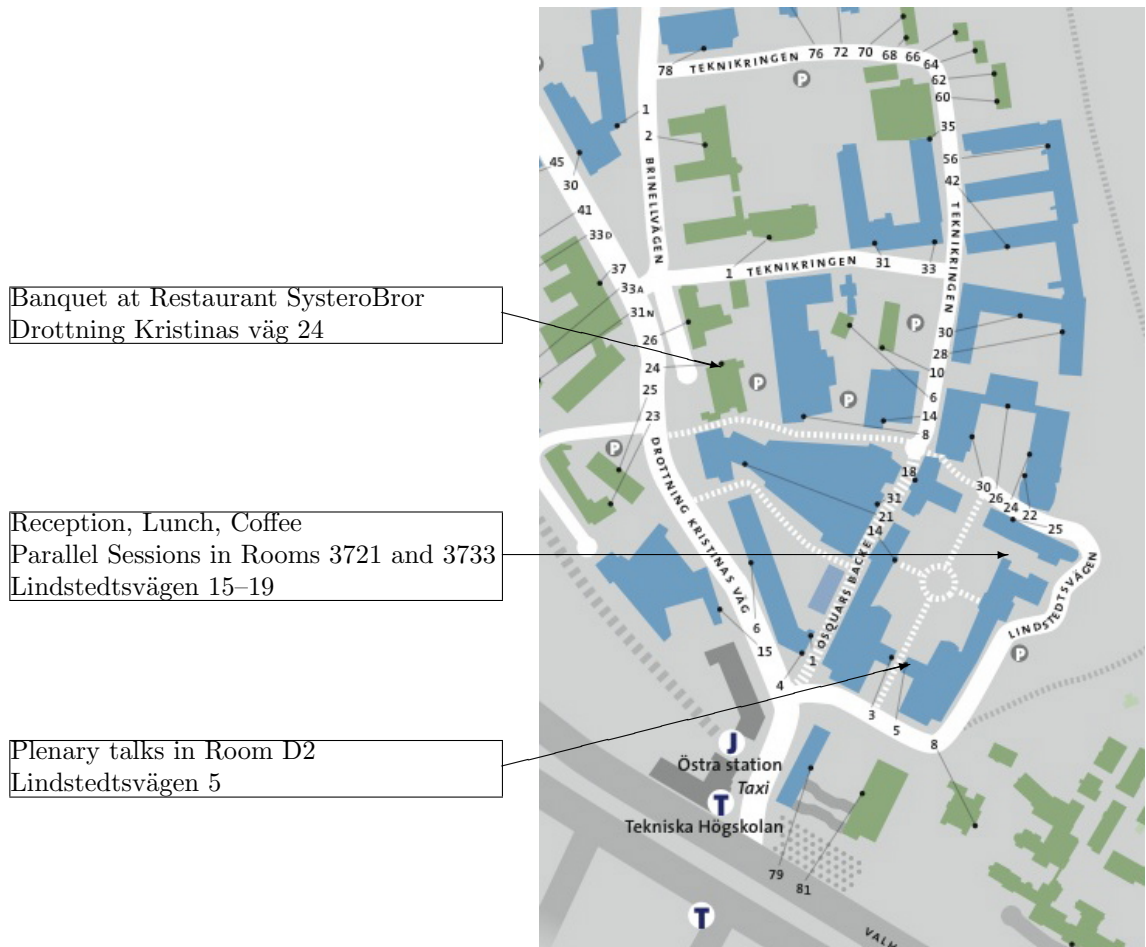 Banquet at Restaurant SysteroBror
Drottning Kristinas väg 24
Reception, Lunch, Coffee
Parallel Sessions in Rooms 3721 and 3733
Lindstedtsvägen 15–19
Plenary talks in Room D2
Lindstedtsvägen 5
78
TEKNIKRINGEN
76
72
70
68
66
64
62
60
P
1
2
35
56
42
45
30
41
33D
37
33A
31N
26
24
25
23
BRINELLVÄGEN
1
TEKNIKRINGEN
31
33
TEKNIKRINGEN
P
30
28
10
6
14
8
P
P
P
DROTTNING KRISTINAS VÄG
18
31
21
14
OSQUARS BACKE
30
26
24
22
25
LINDSTEDTSVÄGEN
P
6
15
1
4
3
5
8
J
Östra station
Taxi
T
Tekniska Högskolan
79
81
T
VALH